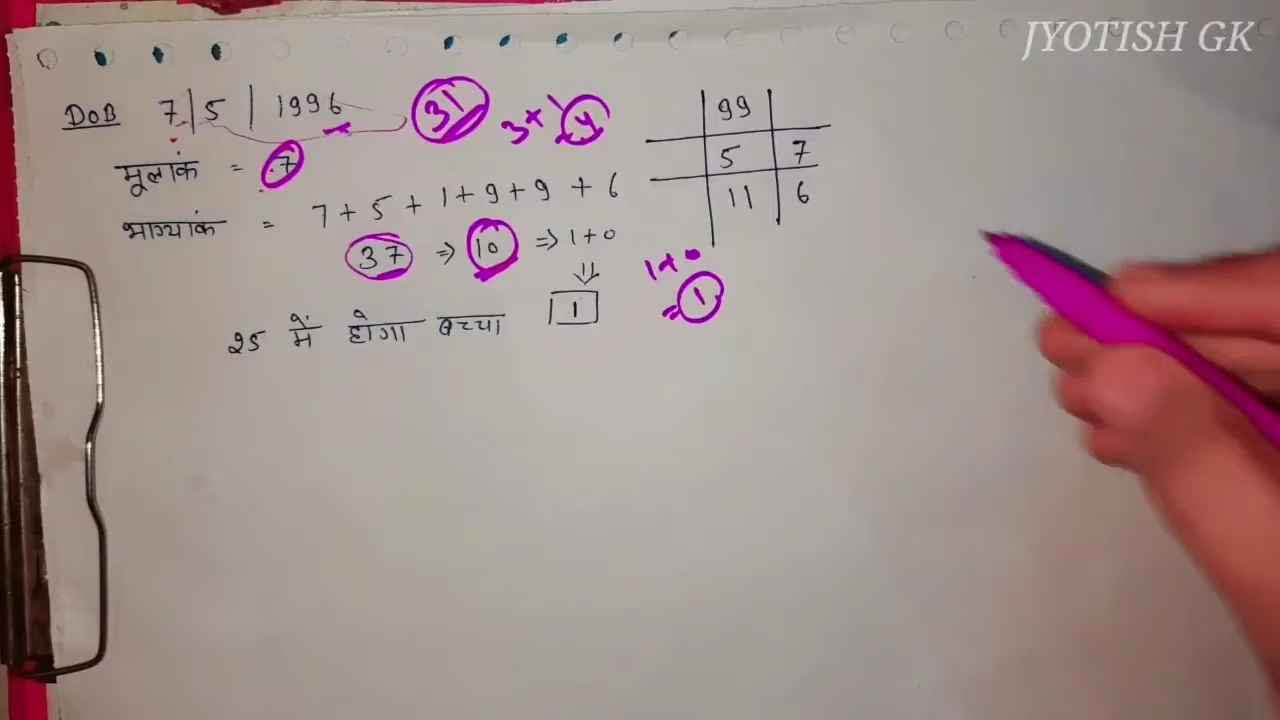 JYOTISH GK
DOB 7 | 5 | 1996 31 3 x 4
मूलांक = 7
भाग्यांक = 7 + 5 + 1 + 9 + 9 + 6
37 ⇒ 10 ⇒ 1+0
1
1+0
= 1
25 में होगा बच्चा
99
5 7
11 6